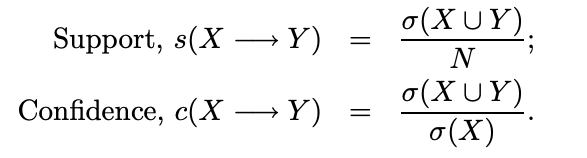 Support, s(X ⟶ Y) = σ(X ∪ Y) / N ;
Confidence, c(X ⟶ Y) = σ(X ∪ Y) / σ(X) .